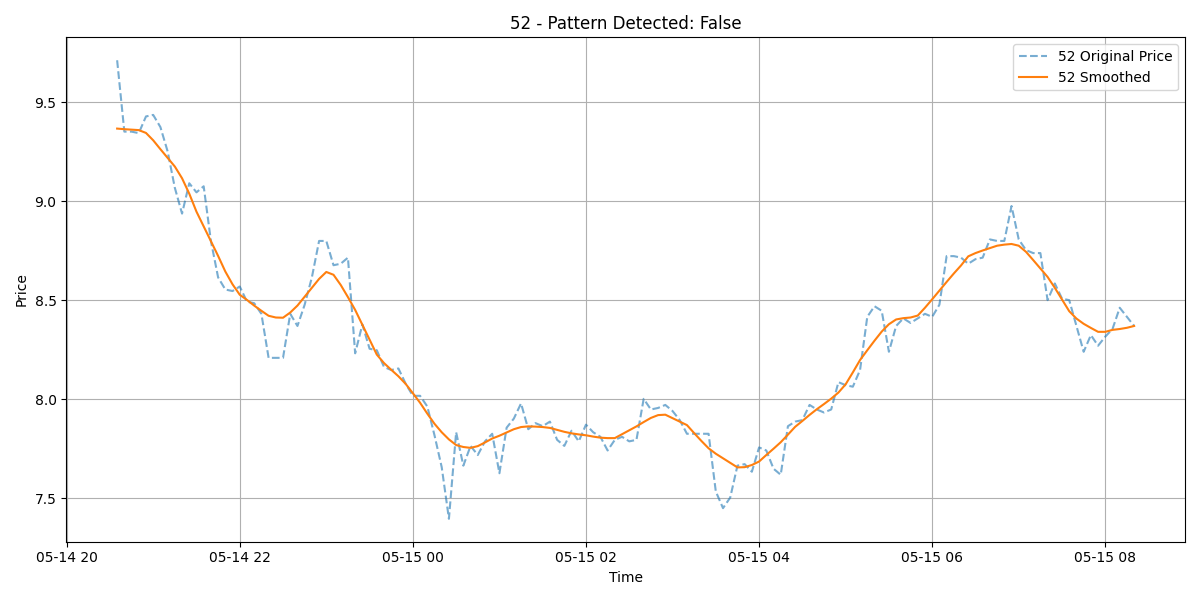 52 - Pattern Detected: False
52 Original Price
52 Smoothed
Price
9.5
9.0
8.5
8.0
7.5
05-14 20
05-14 22
05-15 00
05-15 02
05-15 04
05-15 06
05-15 08
Time